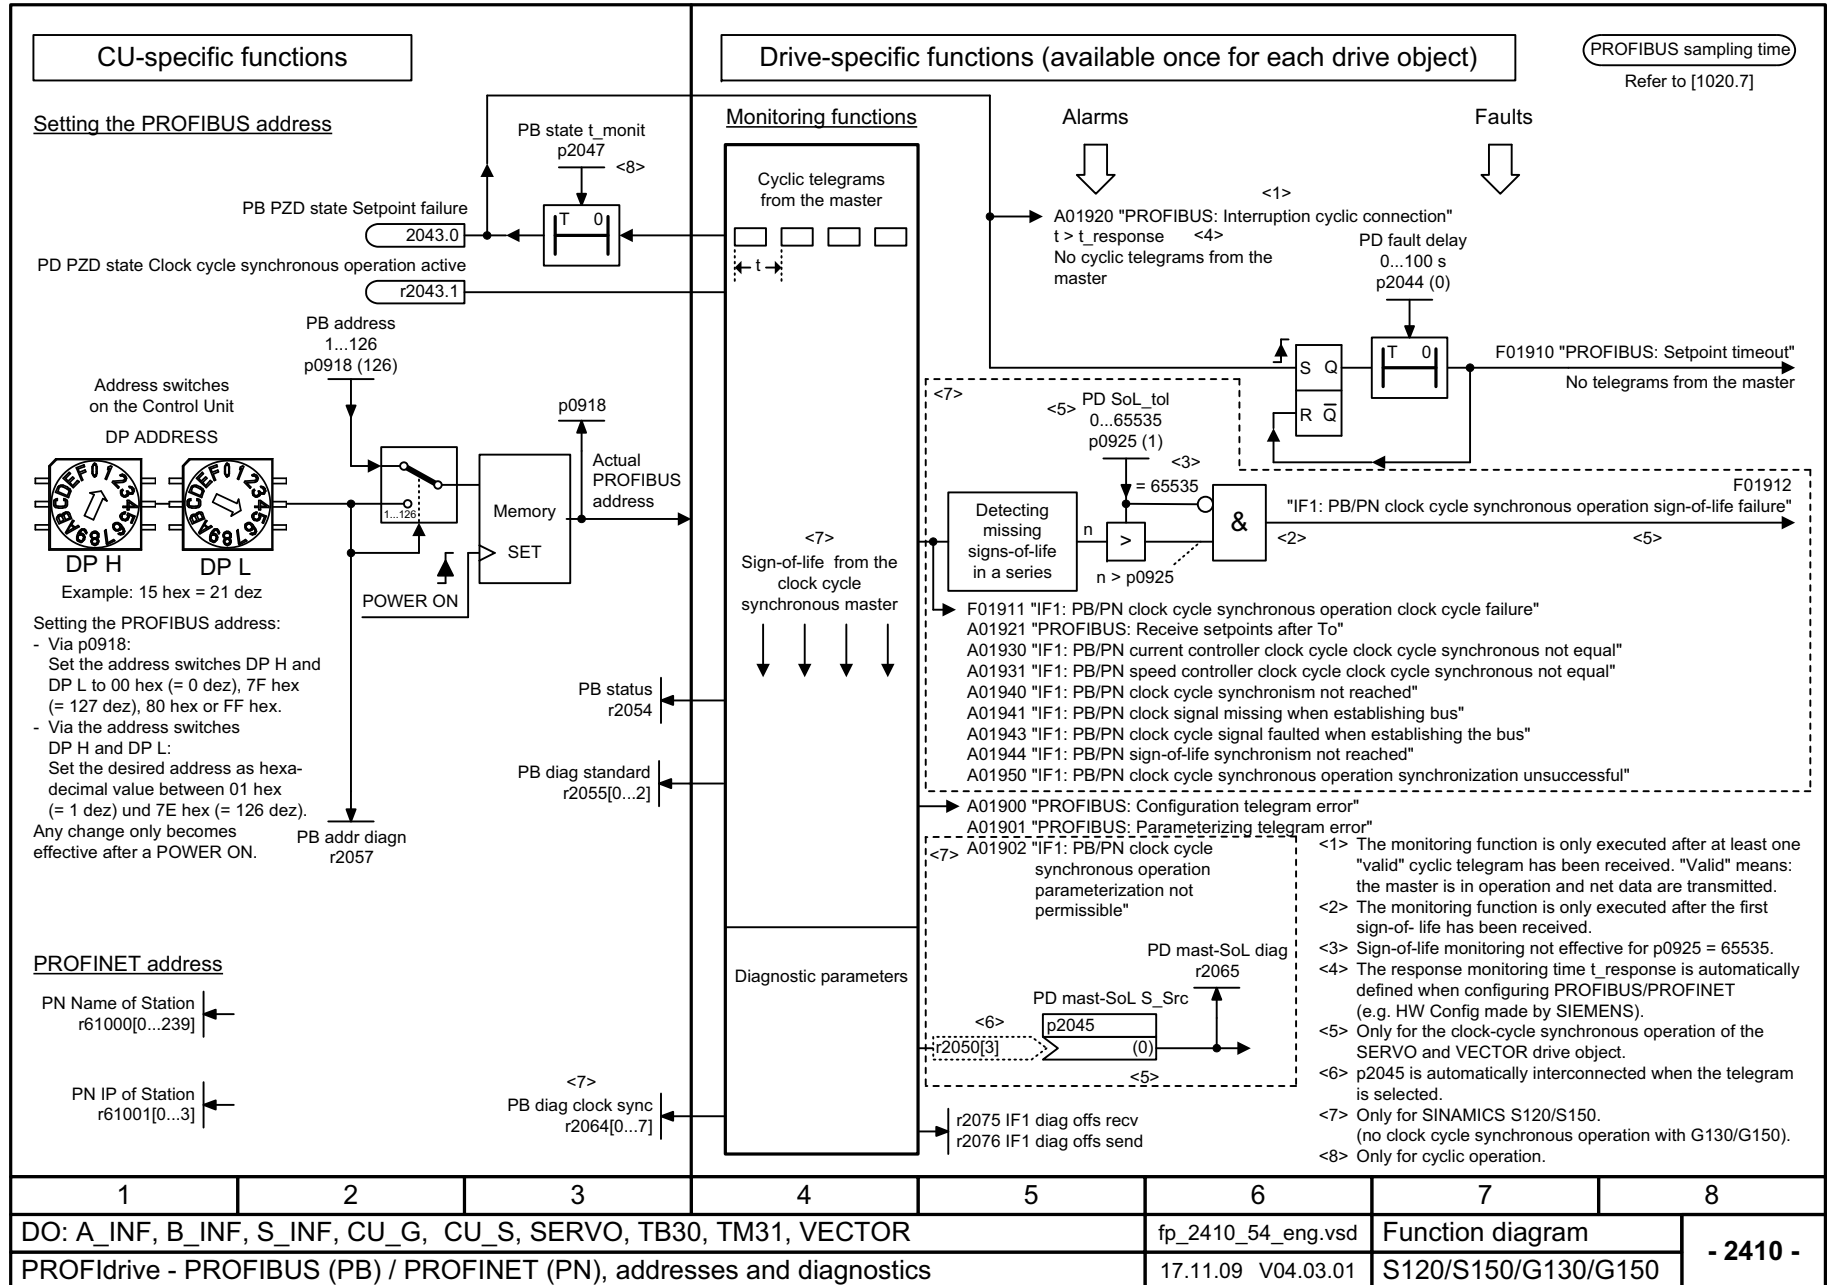 CU-specific functions
Drive-specific functions (available once for each drive object)
PROFIBUS sampling time
Refer to [1020.7]
Setting the PROFIBUS address
PB state t_monit
p2047
<8>
T 0
PB PZD state Setpoint failure
2043.0
PD PZD state Clock cycle synchronous operation active
r2043.1
PB address
1...126
p0918 (126)
Address switches
on the Control Unit
DP ADDRESS
0 1 2 3 4 5 6 7 8 9 A B C D E F
0 1 2 3 4 5 6 7 8 9 A B C D E F
DP H
DP L
Example: 15 hex = 21 dez
1...126
p0918
Actual
PROFIBUS
address
Memory
SET
POWER ON
Setting the PROFIBUS address:
- Via p0918:
Set the address switches DP H and
DP L to 00 hex (= 0 dez), 7F hex
(= 127 dez), 80 hex or FF hex.
- Via the address switches
DP H and DP L:
Set the desired address as hexa-
decimal value between 01 hex
(= 1 dez) und 7E hex (= 126 dez).
Any change only becomes
effective after a POWER ON.
PB addr diagn
r2057
PB status
r2054
PB diag standard
r2055[0...2]
PROFINET address
PN Name of Station
r61000[0...239]
PN IP of Station
r61001[0...3]
<7>
PB diag clock sync
r2064[0...7]
Monitoring functions
Cyclic telegrams
from the master
t
<7>
Sign-of-life from the
clock cycle
synchronous master
Diagnostic parameters
Alarms
Faults
<1>
A01920 "PROFIBUS: Interruption cyclic connection"
t > t_response <4>
No cyclic telegrams from the
master
PD fault delay
0...100 s
p2044 (0)
S Q
R Q
T 0
F01910 "PROFIBUS: Setpoint timeout"
No telegrams from the master
<7>
<5> PD SoL_tol
0...65535
p0925 (1)
<3>
= 65535
Detecting
missing
signs-of-life
in a series
n
>
n > p0925
&
F01912
"IF1: PB/PN clock cycle synchronous operation sign-of-life failure"
<2>
<5>
F01911 "IF1: PB/PN clock cycle synchronous operation clock cycle failure"
A01921 "PROFIBUS: Receive setpoints after To"
A01930 "IF1: PB/PN current controller clock cycle clock cycle synchronous not equal"
A01931 "IF1: PB/PN speed controller clock cycle clock cycle synchronous not equal"
A01940 "IF1: PB/PN clock cycle synchronism not reached"
A01941 "IF1: PB/PN clock signal missing when establishing bus"
A01943 "IF1: PB/PN clock cycle signal faulted when establishing the bus"
A01944 "IF1: PB/PN sign-of-life synchronism not reached"
A01950 "IF1: PB/PN clock cycle synchronous operation synchronization unsuccessful"
A01900 "PROFIBUS: Configuration telegram error"
A01901 "PROFIBUS: Parameterizing telegram error"
<7> A01902 "IF1: PB/PN clock cycle
synchronous operation
parameterization not
permissible"
PD mast-SoL diag
r2065
PD mast-SoL S_Src
<6>
p2045
r2050[3]
(0)
<5>
r2075 IF1 diag offs recv
r2076 IF1 diag offs send
<1> The monitoring function is only executed after at least one
"valid" cyclic telegram has been received. "Valid" means:
the master is in operation and net data are transmitted.
<2> The monitoring function is only executed after the first
sign-of- life has been received.
<3> Sign-of-life monitoring not effective for p0925 = 65535.
<4> The response monitoring time t_response is automatically
defined when configuring PROFIBUS/PROFINET
(e.g. HW Config made by SIEMENS).
<5> Only for the clock-cycle synchronous operation of the
SERVO and VECTOR drive object.
<6> p2045 is automatically interconnected when the telegram
is selected.
<7> Only for SINAMICS S120/S150.
(no clock cycle synchronous operation with G130/G150).
<8> Only for cyclic operation.
1 2 3 4 5 6 7 8
DO: A_INF, B_INF, S_INF, CU_G, CU_S, SERVO, TB30, TM31, VECTOR
fp_2410_54_eng.vsd
Function diagram
- 2410 -
PROFIdrive - PROFIBUS (PB) / PROFINET (PN), addresses and diagnostics
17.11.09 V04.03.01
S120/S150/G130/G150